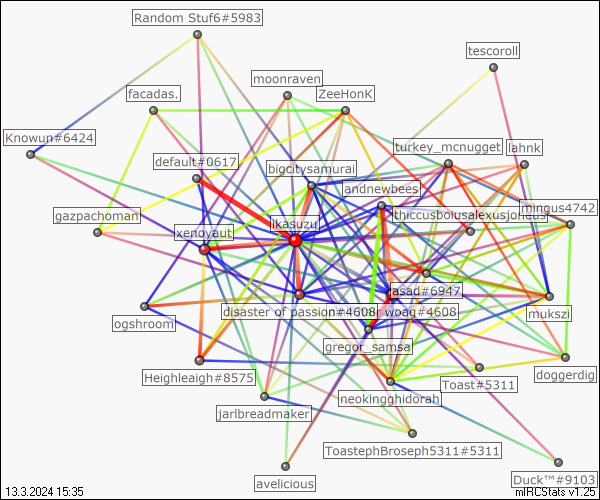 Random Stuf6#5983
tescoroll
moonraven
facadas.
ZeeHonK
Knowun#6424
turkey_mcnugget
lahnk
default#0617
bigcitysamurai
andnewbees
gazpachoman
likasuzu
mingus4742
xenoyaut
jasad#6947
disaster of passion#4608
woag#4608
mukszi
ogshroom
gregor_samsa
Heighleaigh#8575
doggerdig
Toast#5311
neokingghidorah
jarlbreadmaker
ToastephBroseph5311#5311
avelicious
Duck™#9103
13.3.2024 15:35
mIRCStats v1.25